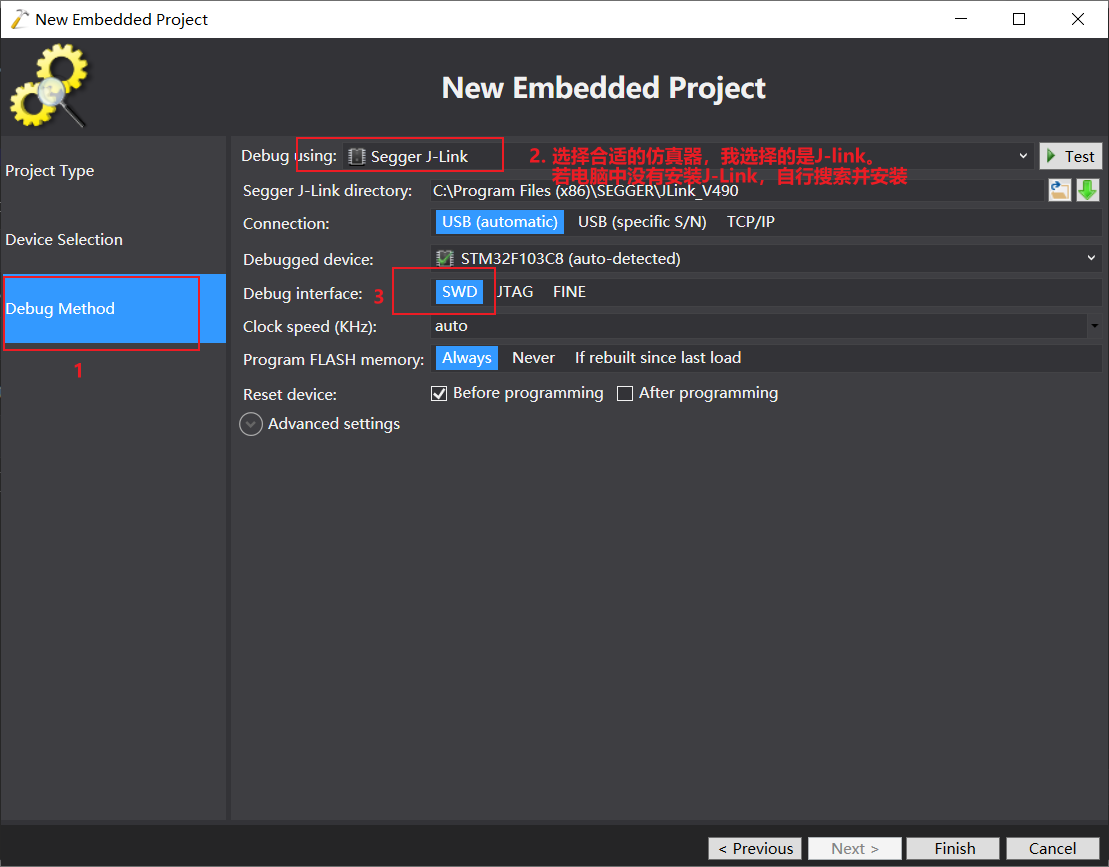 New Embedded Project
New Embedded Project
Project Type
Device Selection
Debug Method
1
Debug using: Segger J-Link
Test
2. 选择合适的仿真器，我选择的是J-link。
若电脑中没有安装J-Link，自行搜索并安装
Segger J-Link directory: C:\Program Files (x86)\SEGGER\JLink_V490
Connection: USB (automatic) USB (specific S/N) TCP/IP
Debugged device: STM32F103C8 (auto-detected)
Debug interface: 3 SWD JTAG FINE
Clock speed (KHz): auto
Program FLASH memory: Always Never If rebuilt since last load
Reset device: Before programming After programming
Advanced settings
< Previous Next > Finish Cancel